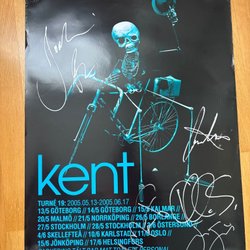 kent
TURNÉ 19: 2005.05.13-2005.06.17
13/5 GÖTEBORG // 14/5 GÖTEBORG // 15/5 KALMAR //
20/5 MALMÖ // 21/5 NORRKÖPING // 26/5 BORLÄNGE //
27/5 STOCKHOLM // 28/5 STOCKHOLM // ÖSTERSUND
4/6 SKELLEFTEÅ // 10/6 KARLSTAD // 11/6 OSLO //
15/6 JÖNKÖPING // 17/6 HELSINGFORS